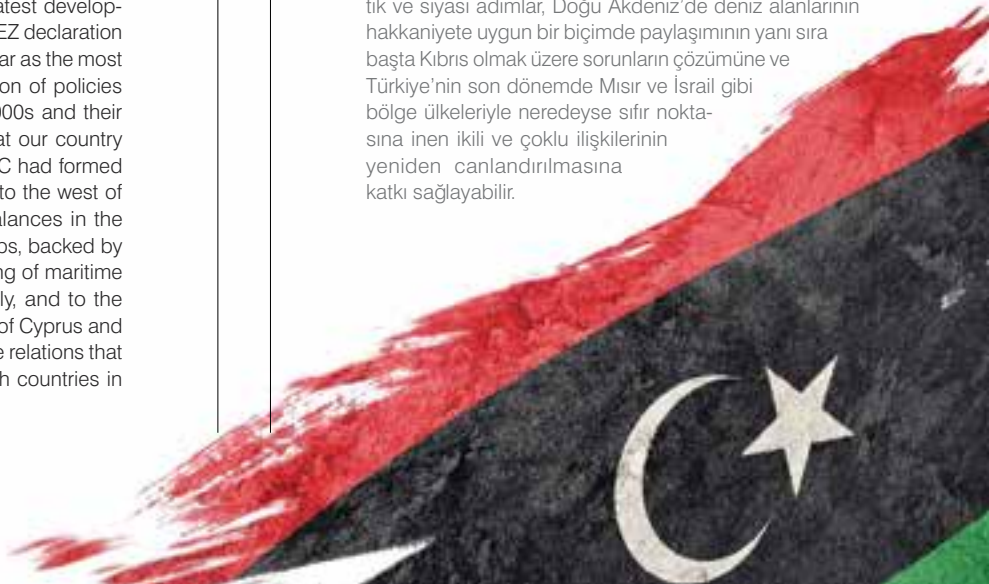 atest develop-
EZ declaration
ar as the most
on of policies
000s and their
at our country
C had formed
to the west of
alances in the
ps, backed by
ng of maritime
ly, and to the
of Cyprus and
e relations that
h countries in
tik ve siyasi adımlar, Doğu Akdeniz’de deniz alanlarının
hakkaniyete uygun bir biçimde paylaşımının yanı sıra
başta Kıbrıs olmak üzere sorunların çözümüne ve
Türkiye’nin son dönemde Mısır ve İsrail gibi
bölge ülkeleriyle neredeyse sıfır nokta-
sına inen ikili ve çoklu ilişkilerinin
yeniden canlandırılmasına
katkı sağlayabilir.